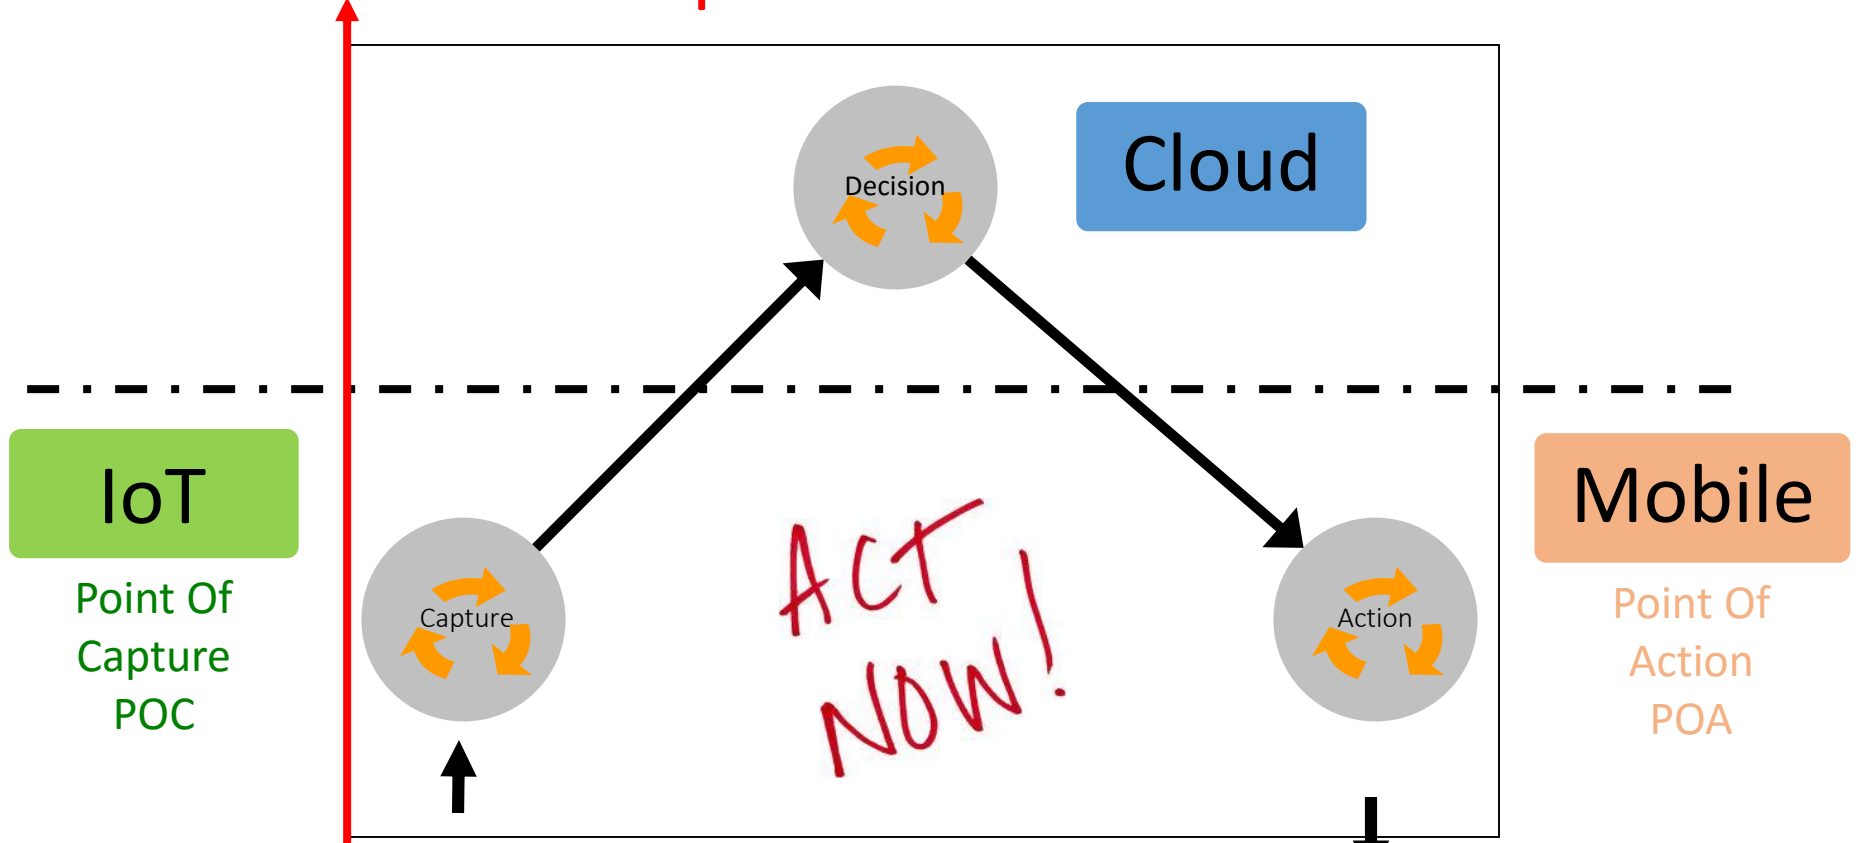 Cloud
Decision
IoT
Mobile
Point Of
Capture
POC
Capture
ACT
NOW!
Action
Point Of
Action
POA